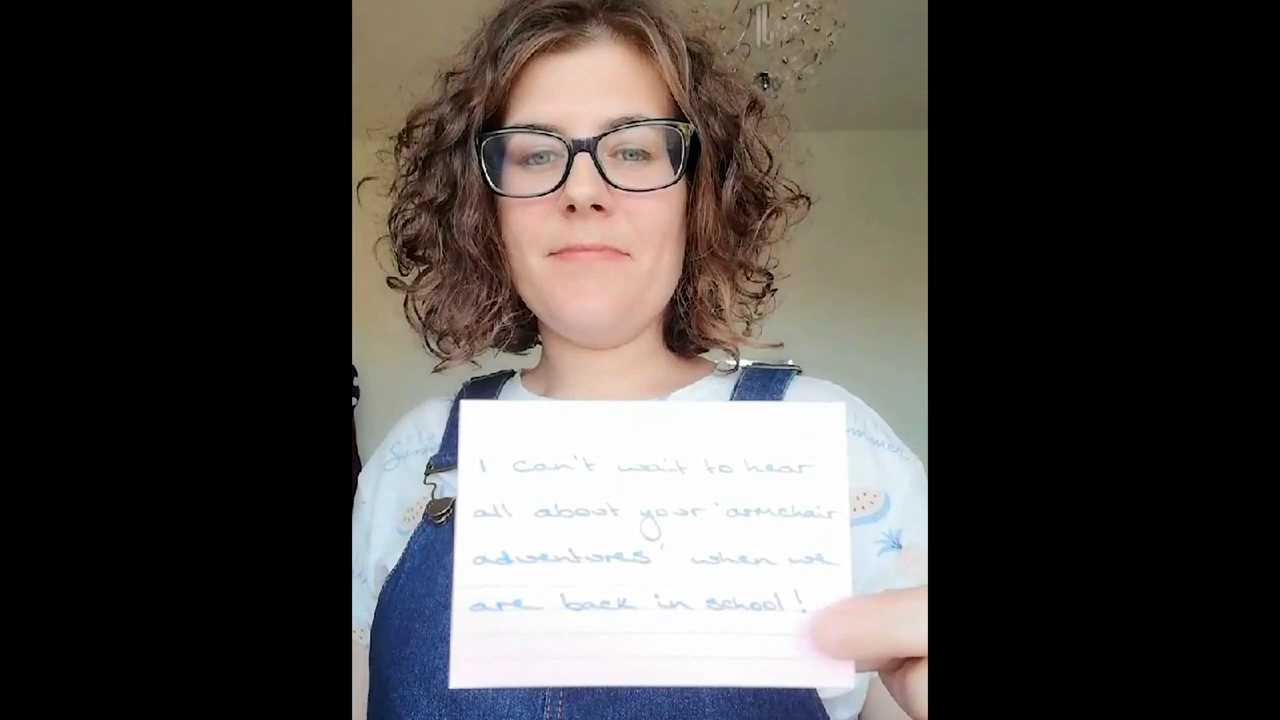 I can't wait to hear
all about your 'armchair
adventures' when we
are back in school!